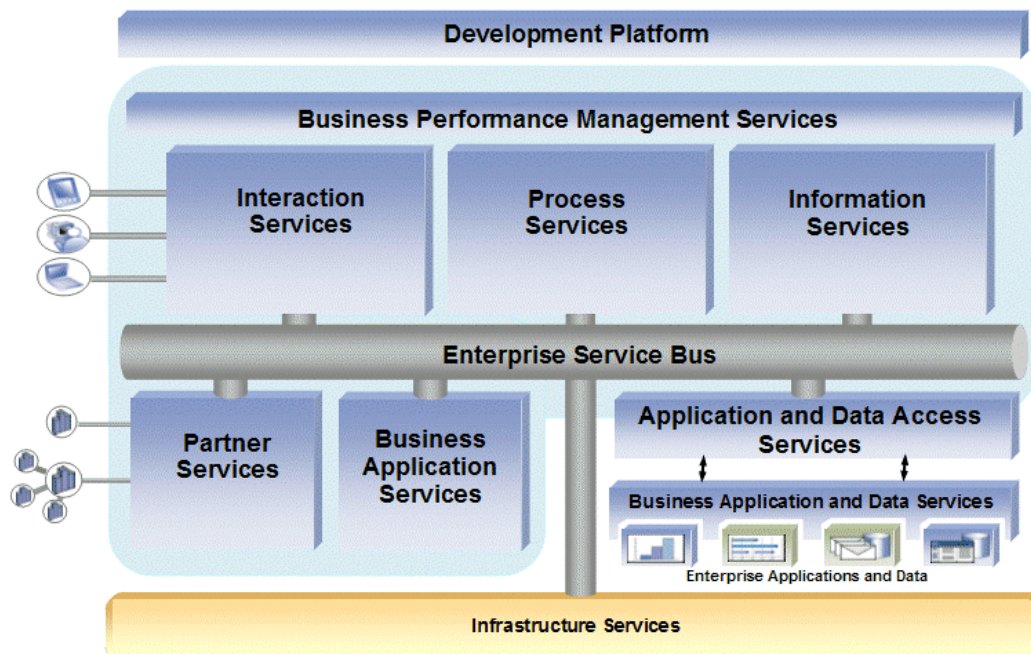 Development Platform
Business Performance Management Services
Interaction
Services
Process
Services
Information
Services
Enterprise Service Bus
Partner
Services
Business
Application
Services
Application and Data Access
Services
Business Application and Data Services
Enterprise Applications and Data
Infrastructure Services